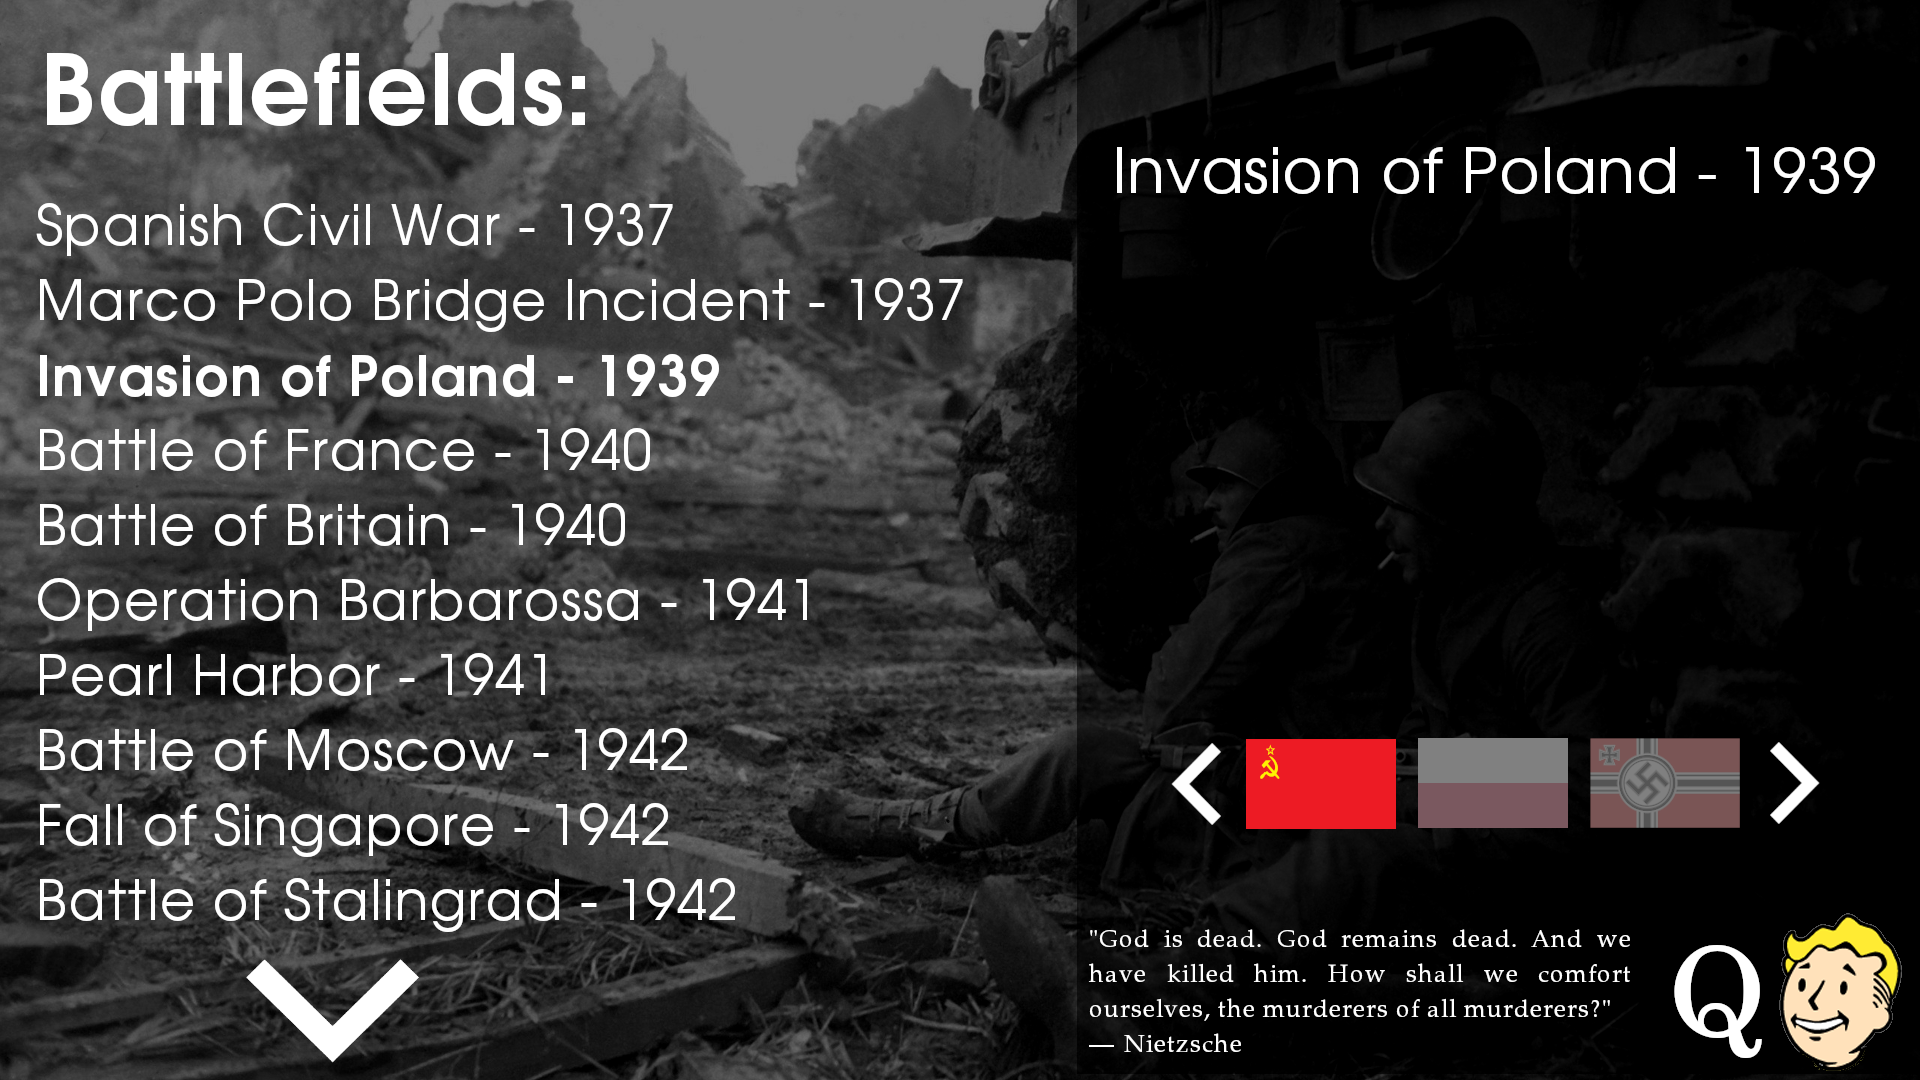 Battlefields:
Spanish Civil War - 1937
Marco Polo Bridge Incident - 1937
Invasion of Poland - 1939
Battle of France - 1940
Battle of Britain - 1940
Operation Barbarossa - 1941
Pearl Harbor - 1941
Battle of Moscow - 1942
Fall of Singapore - 1942
Battle of Stalingrad - 1942
Invasion of Poland - 1939
"God is dead. God remains dead. And we
have killed him. How shall we comfort
ourselves, the murderers of all murderers?"
— Nietzsche
Q